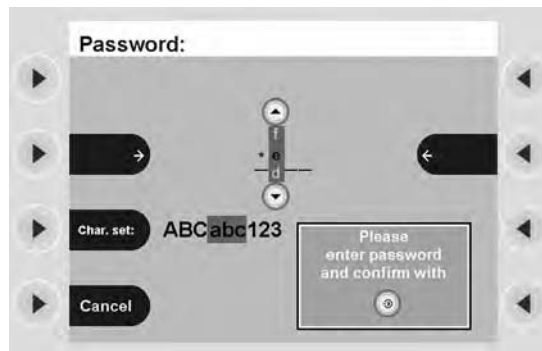 Password:
f
* e
d
Char. set:
ABCabc123
Please
enter password
and confirm with
Cancel